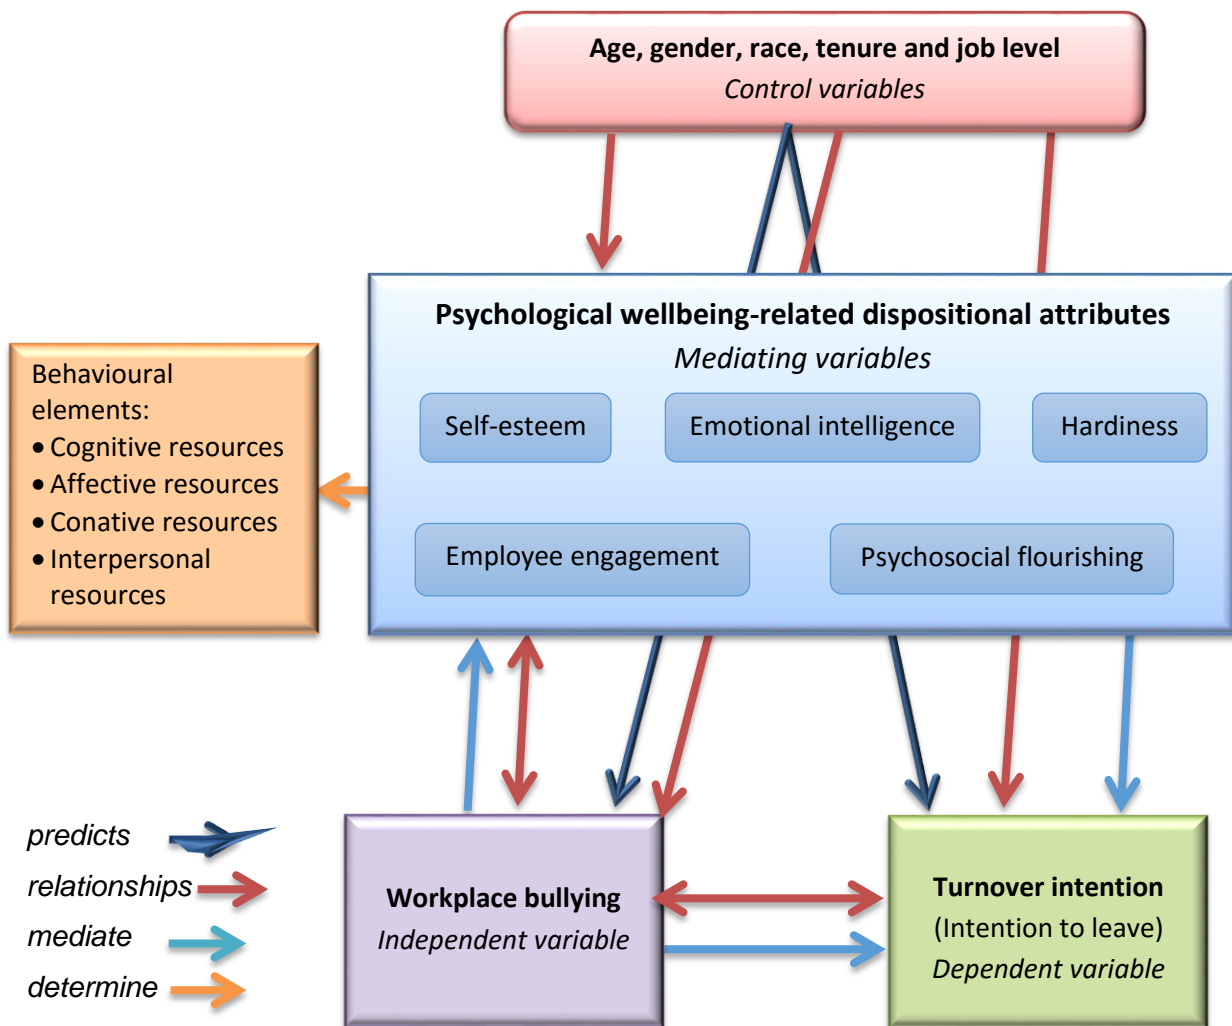 Age, gender, race, tenure and job level
Control variables
Psychological wellbeing-related dispositional attributes
Mediating variables
Self-esteem
Emotional intelligence
Hardiness
Employee engagement
Psychosocial flourishing
Behavioural
elements:
• Cognitive resources
• Affective resources
• Conative resources
• Interpersonal
resources
predicts
relationships
mediate
determine
Workplace bullying
Independent variable
Turnover intention
(Intention to leave)
Dependent variable